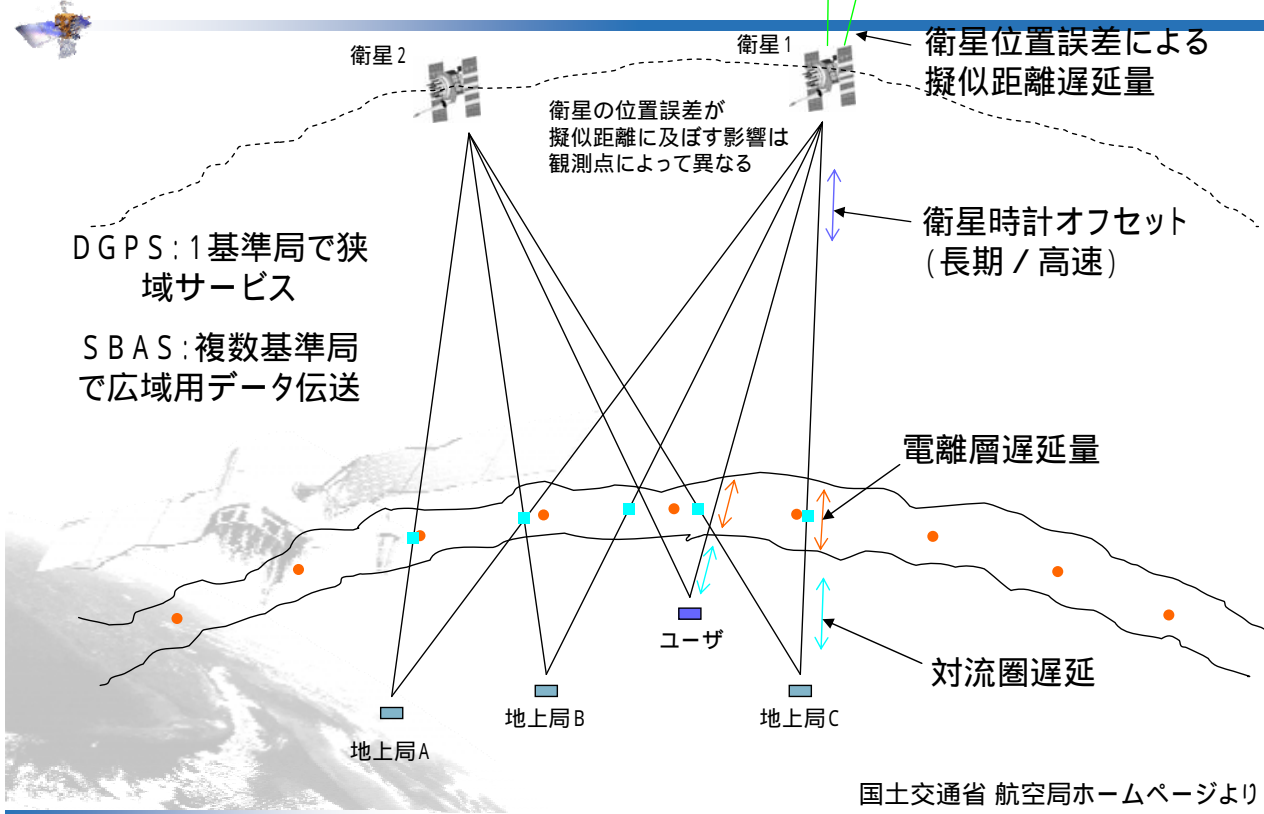 衛星2
衛星1
衛星位置誤差による
擬似距離遅延量
衛星の位置誤差が
擬似距離に及ぼす影響は
観測点によって異なる
衛星時計オフセット
(長期/高速)
DGPS:1基準局で狭
域サービス
SBAS:複数基準局
で広域用データ伝送
電離層遅延量
ユーザ
対流圏遅延
地上局A
地上局B
地上局C
国土交通省 航空局ホームページより